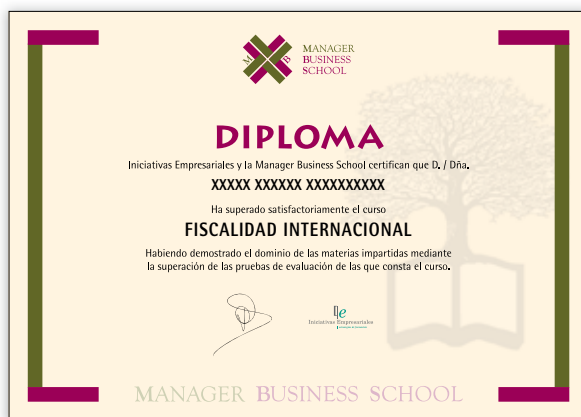 M B
MANAGER
BUSINESS
SCHOOL
DIPLOMA
Iniciativas Empresariales y la Manager Business School certifican que D. / Dña.
XXXXX XXXXXX XXXXXXXXXX
Ha superado satisfactoriamente el curso
FISCALIDAD INTERNACIONAL
Habiendo demostrado el dominio de las materias impartidas mediante
la superación de las pruebas de evaluación de las que consta el curso.
Ie
Iniciativas Empresariales
MANAGER BUSINESS SCHOOL